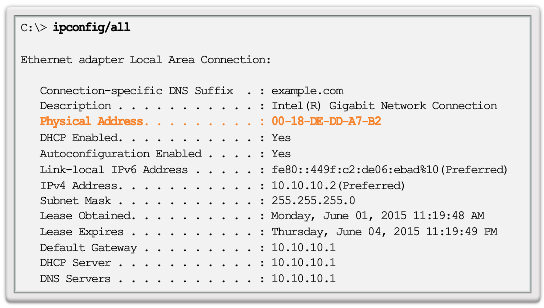 C:\> ipconfig/all
Ethernet adapter Local Area Connection:
Connection-specific DNS Suffix . : example.com
Description . . . . . . . . . . . : Intel(R) Gigabit Network Connection
Physical Address. . . . . . . . . : 00-18-DE-DD-A7-B2
DHCP Enabled. . . . . . . . . . . : Yes
Autoconfiguration Enabled . . . . : Yes
Link-local IPv6 Address . . . . . : fe80::449f:c2:de06:ebad%10(Preferred)
IPv4 Address. . . . . . . . . . . : 10.10.10.2(Preferred)
Subnet Mask . . . . . . . . . . . : 255.255.255.0
Lease Obtained. . . . . . . . . . : Monday, June 01, 2015 11:19:48 AM
Lease Expires . . . . . . . . . . : Thursday, June 04, 2015 11:19:49 PM
Default Gateway . . . . . . . . . : 10.10.10.1
DHCP Server . . . . . . . . . . . : 10.10.10.1
DNS Servers . . . . . . . . . . . : 10.10.10.1